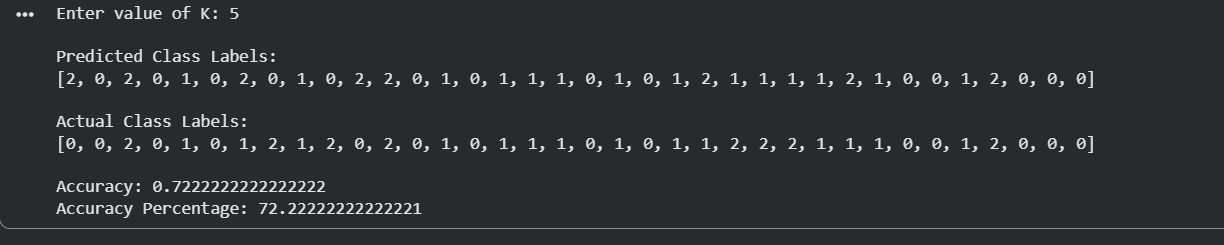 Enter value of K: 5
Predicted Class Labels:
[2, 0, 2, 0, 1, 0, 2, 0, 1, 0, 2, 2, 0, 1, 0, 1, 1, 1, 0, 1, 0, 1, 2, 1, 1, 1, 1, 2, 1, 0, 0, 1, 2, 0, 0, 0]
Actual Class Labels:
[0, 0, 2, 0, 1, 0, 1, 2, 1, 2, 0, 2, 0, 1, 0, 1, 1, 1, 0, 1, 0, 1, 1, 2, 2, 2, 1, 1, 1, 0, 0, 1, 2, 0, 0, 0]
Accuracy: 0.7222222222222222
Accuracy Percentage: 72.22222222222221